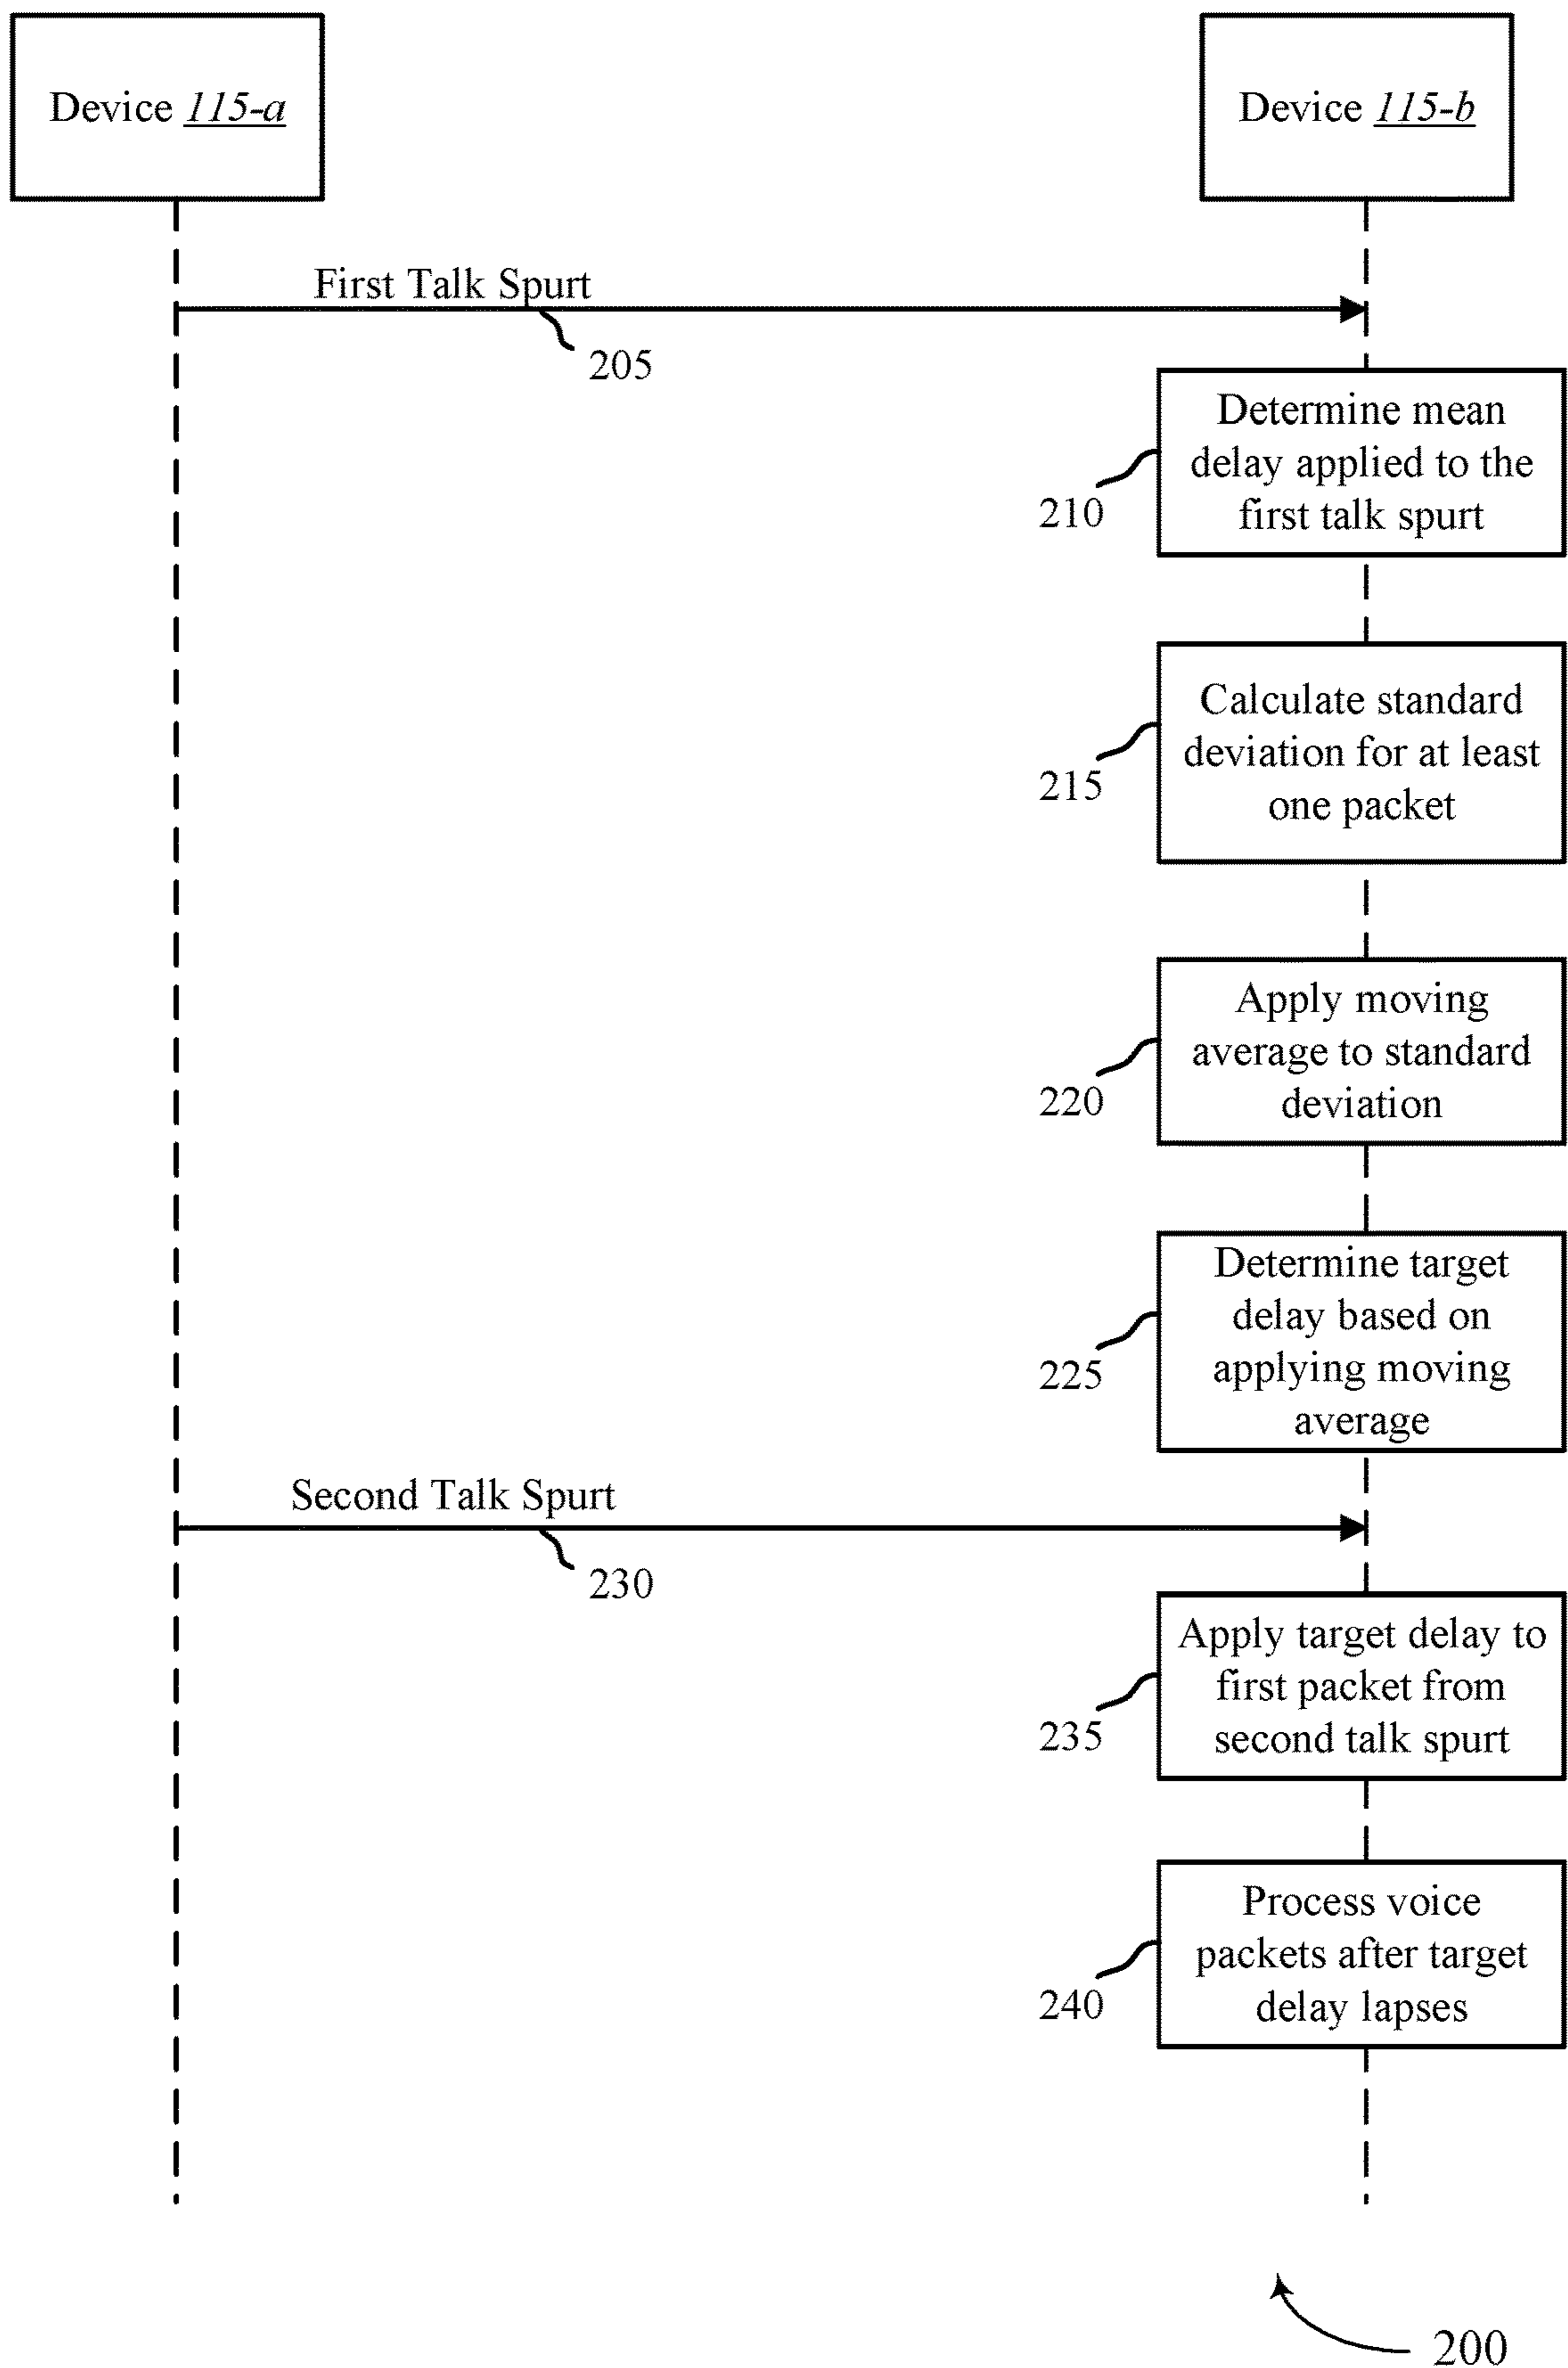 Device 115-a
Device 115-b
First Talk Spurt
205
Determine mean
delay applied to the
first talk spurt
210
Calculate standard
deviation for at least
one packet
215
Apply moving
average to standard
deviation
220
Determine target
delay based on
applying moving
average
225
Second Talk Spurt
230
Apply target delay to
first packet from
second talk spurt
235
Process voice
packets after target
delay lapses
240
200